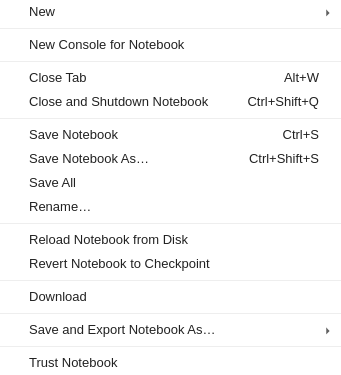 New
New Console for Notebook
Close Tab Alt+W
Close and Shutdown Notebook Ctrl+Shift+Q
Save Notebook Ctrl+S
Save Notebook As… Ctrl+Shift+S
Save All
Rename…
Reload Notebook from Disk
Revert Notebook to Checkpoint
Download
Save and Export Notebook As…
Trust Notebook